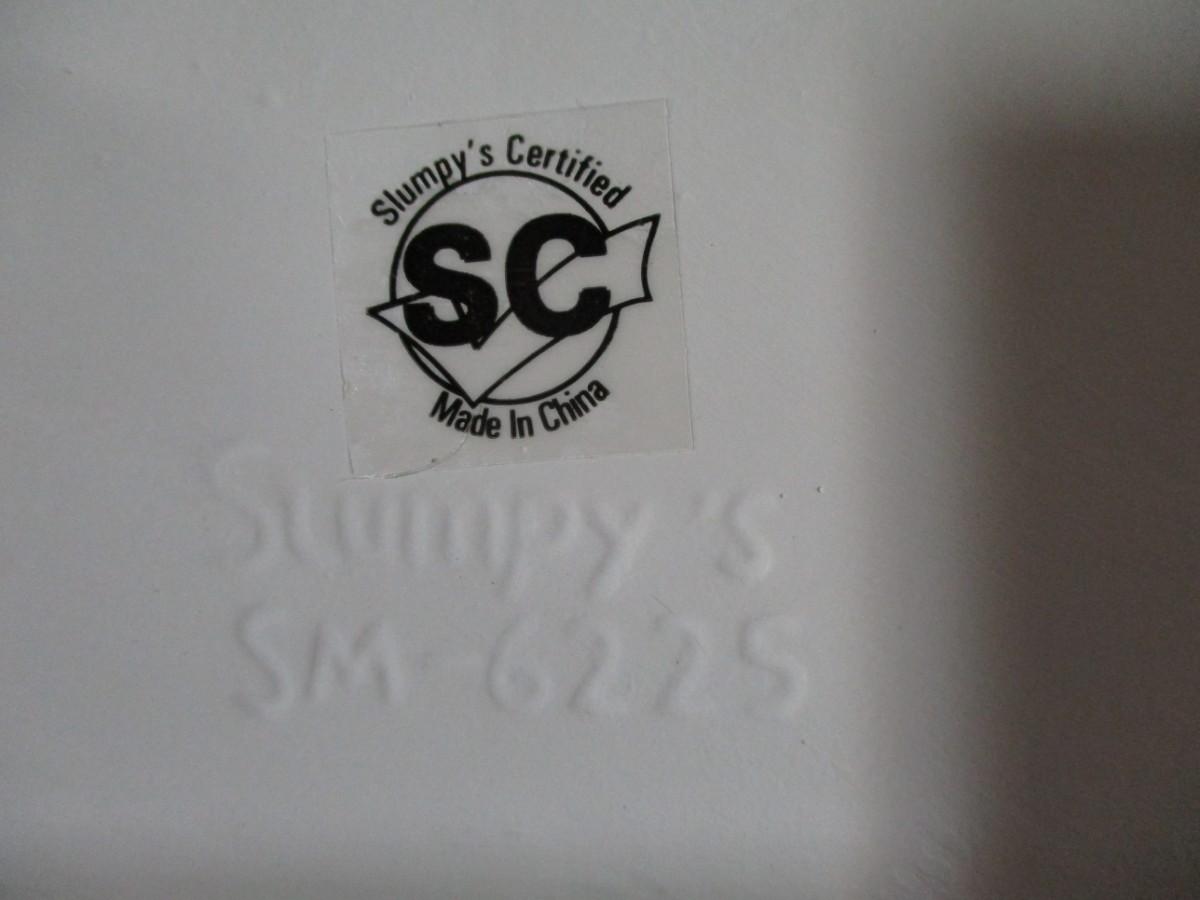 Slumpy's Certified
SC
Made In China
Slumpy's
SM-6225